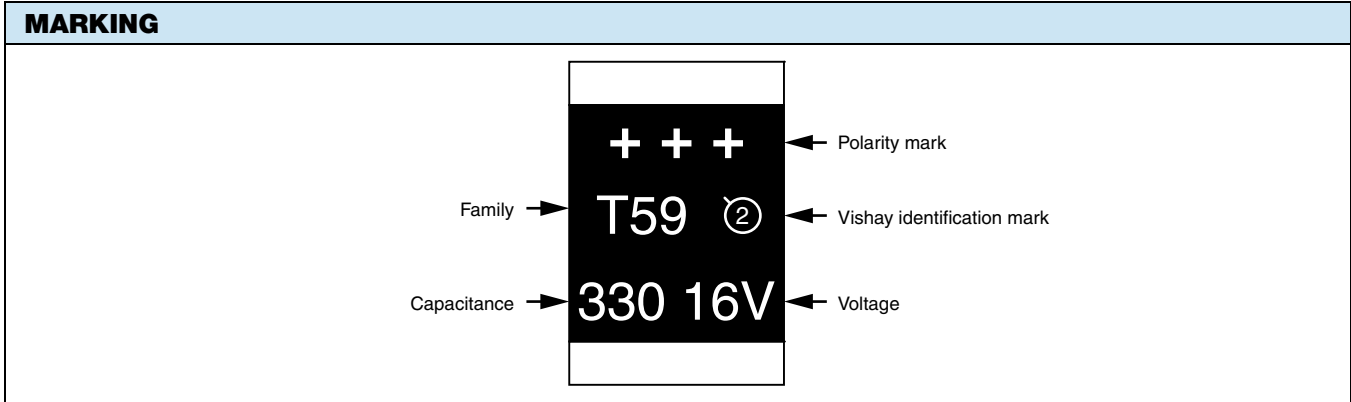 MARKING
+ + +
Polarity mark
Family
T59 2
Vishay identification mark
Capacitance
330 16V
Voltage